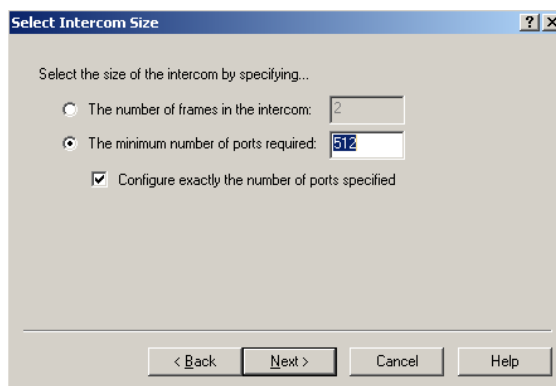 Select Intercom Size
Select the size of the intercom by specifying...
The number of frames in the intercom: 2
The minimum number of ports required: 512
Configure exactly the number of ports specified
< Back Next > Cancel Help